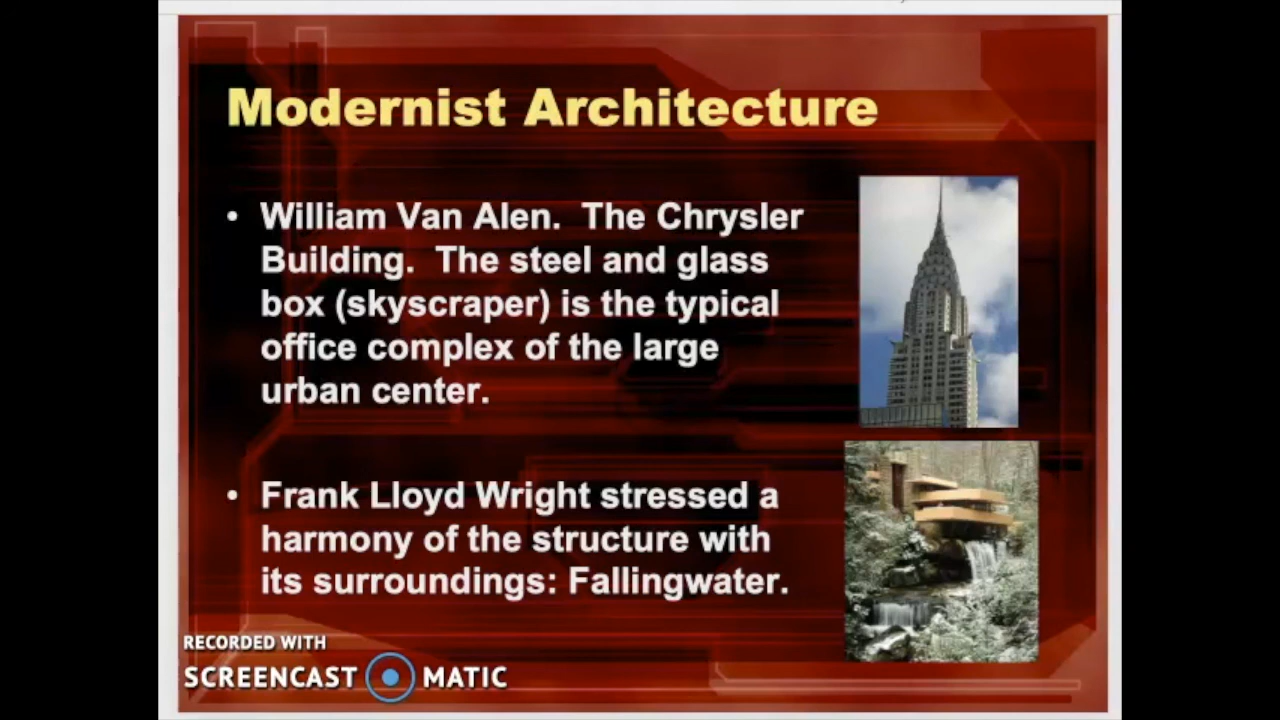 Modernist Architecture
• William Van Alen. The Chrysler
Building. The steel and glass
box (skyscraper) is the typical
office complex of the large
urban center.
• Frank Lloyd Wright stressed a
harmony of the structure with
its surroundings: Fallingwater.
RECORDED WITH
SCREENCAST MATIC